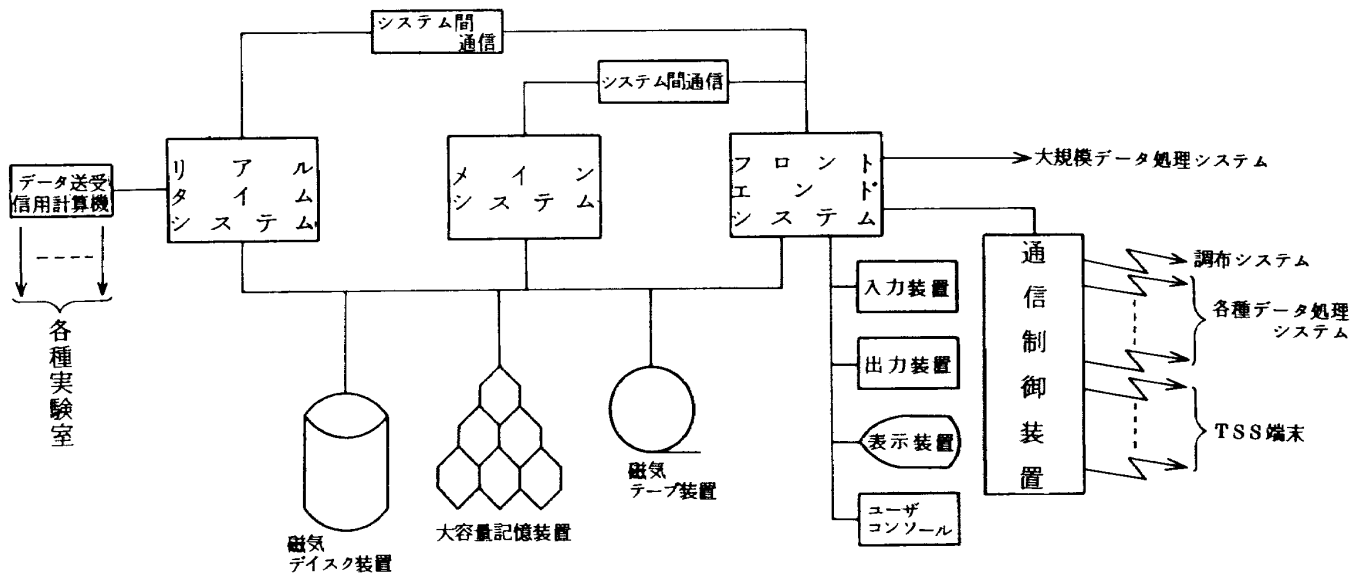 システム間
通信
システム間通信
リアル
タイム
システム
メイン
システム
フロント
エンド
システム
大規模データ処理システム
データ送受
信用計算機
各種実験室
通信制御装置
調布システム
各種データ処理
システム
TSS端末
入力装置
出力装置
表示装置
ユーザ
コンソール
磁気
デイスク装置
大容量記憶装置
磁気
テープ装置